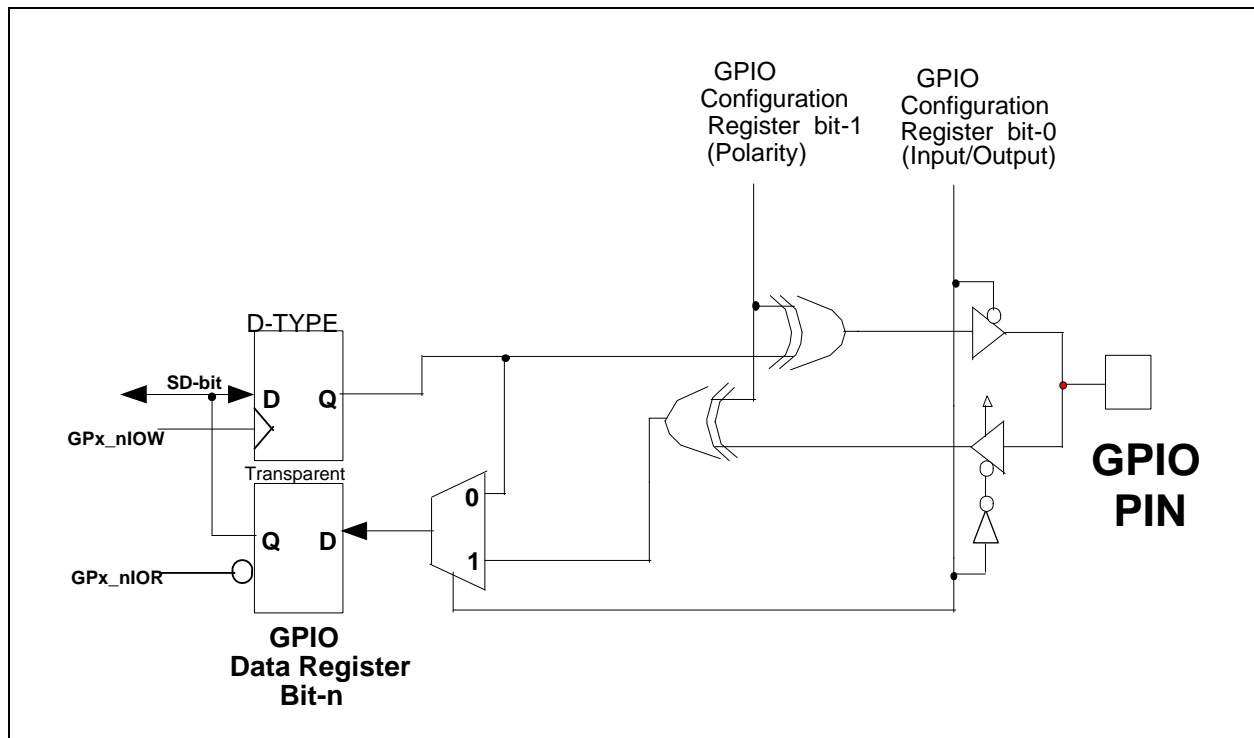 GPIO
Configuration
Register bit-1
(Polarity)
GPIO
Configuration
Register bit-0
(Input/Output)
D-TYPE
SD-bit
D
Q
GPx_nIOW
Transparent
0
Q
D
1
GPx_nIOR
GPIO
PIN
GPIO
Data Register
Bit-n